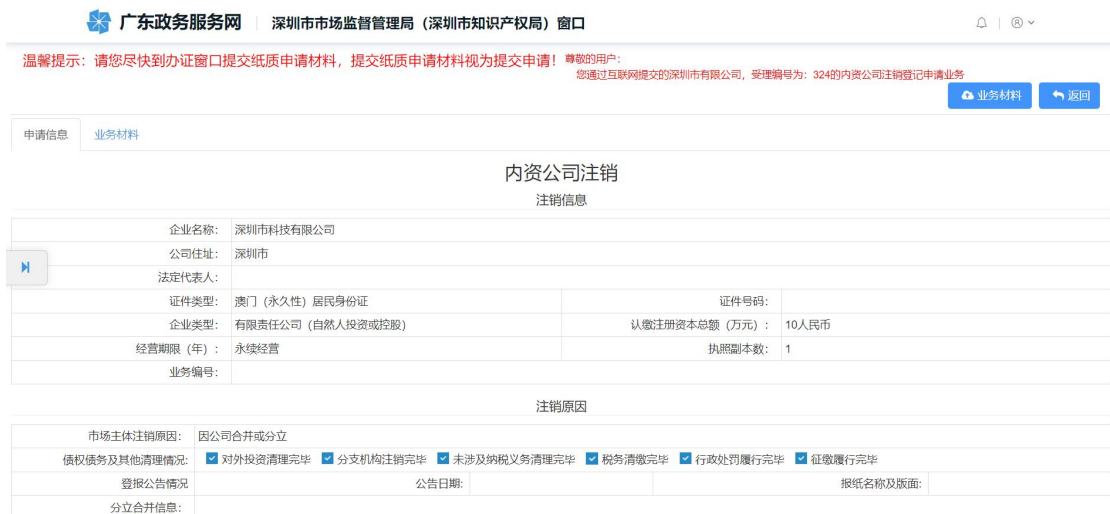 广东政务服务网 深圳市市场监督管理局（深圳市知识产权局）窗口
温馨提示：请您尽快到办证窗口提交纸质申请材料，提交纸质申请材料视为提交申请！尊敬的用户：
您通过互联网提交的深圳市有限公司，受理编号为：324的内资公司注销登记申请业务
业务材料 返回
申请信息 业务材料
内资公司注销
注销信息
企业名称： 深圳市科技有限公司
公司住址： 深圳市
法定代表人：
证件类型： 澳门（永久性）居民身份证 证件号码：
企业类型： 有限责任公司（自然人投资或控股） 认缴注册资本总额（万元）： 10人民币
经营期限（年）： 永续经营 执照副本数： 1
业务编号：
注销原因
市场主体注销原因： 因公司合并或分立
债权债务及其他清理情况: 对外投资清理完毕 分支机构注销完毕 未涉及纳税义务清理完毕 税务清缴完毕 行政处罚履行完毕 征缴履行完毕
登报公告情况 公告日期: 报纸名称及版面:
分立合并信息：